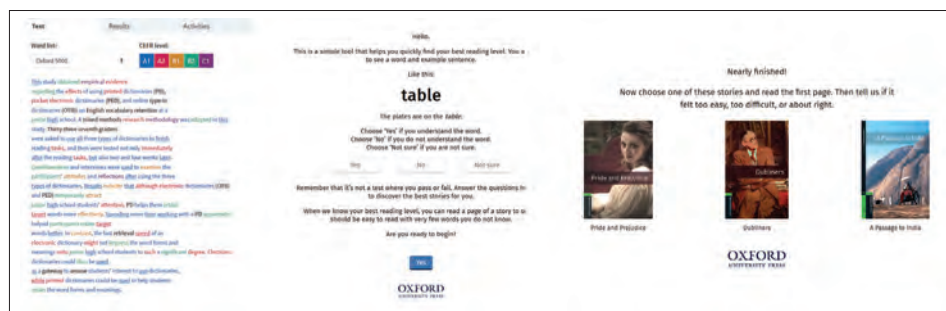 Text Results Activities
Word list: CEFR level:
Oxford 5000 A1 A2 B1 B2 C1
This study obtained empirical evidence
regarding the effects of using printed dictionaries (PD),
pocket electronic dictionaries (PED), and online type-in
dictionaries (OTID) on English vocabulary retention at a
junior high school. A mixed methods research methodology was adopted in this
study. Thirty-three seventh graders
were asked to use all three types of dictionaries to finish
reading tasks, and then were tested not only immediately
after the reading tasks, but also two and four weeks later.
Questionnaires and interviews were used to examine the
participants' attitudes and reflections after using the three
types of dictionaries. Results indicate that although electronic dictionaries (OTID
and PED) temporarily attract
junior high school students' attention, PD helps them
words more effectively. Spending more time working with a PD apparently
helped participants retain target
words better. In contrast, the fast retrieval speed of an
electronic dictionary might not
the word forms and
meanings onto junior high school students to such a significant degree.
dictionaries could thus be used
as a gateway to arouse students' interest to use dictionaries,
while printed dictionaries could be used to help students
retain the word forms and meanings.
Hello.
This is a simple tool that helps you quickly find your best reading level. You
to see a word and example sentence.
Like this:
table
The plates are on the table.
Choose 'Yes' if you understand the word.
Choose 'No' if you do not understand the word.
Choose 'Not sure' if you are not sure.
Yes No Not sure
Remember that it's not a test where you pass or fail. Answer the questions
to discover the best stories for you.
When we know your best reading level, you can read a page of a story to
should be easy to read with very few words you do not know.
Are you ready to begin?
YES
OXFORD
UNIVERSITY PRESS
Nearly finished!
Now choose one of these stories and read the first page. Then tell us if it
felt too easy, too difficult, or about right.
Pride and Prejudice
Dubliners
A Passage to India
Pride and Prejudice Dubliners A Passage to India
OXFORD
UNIVERSITY PRESS